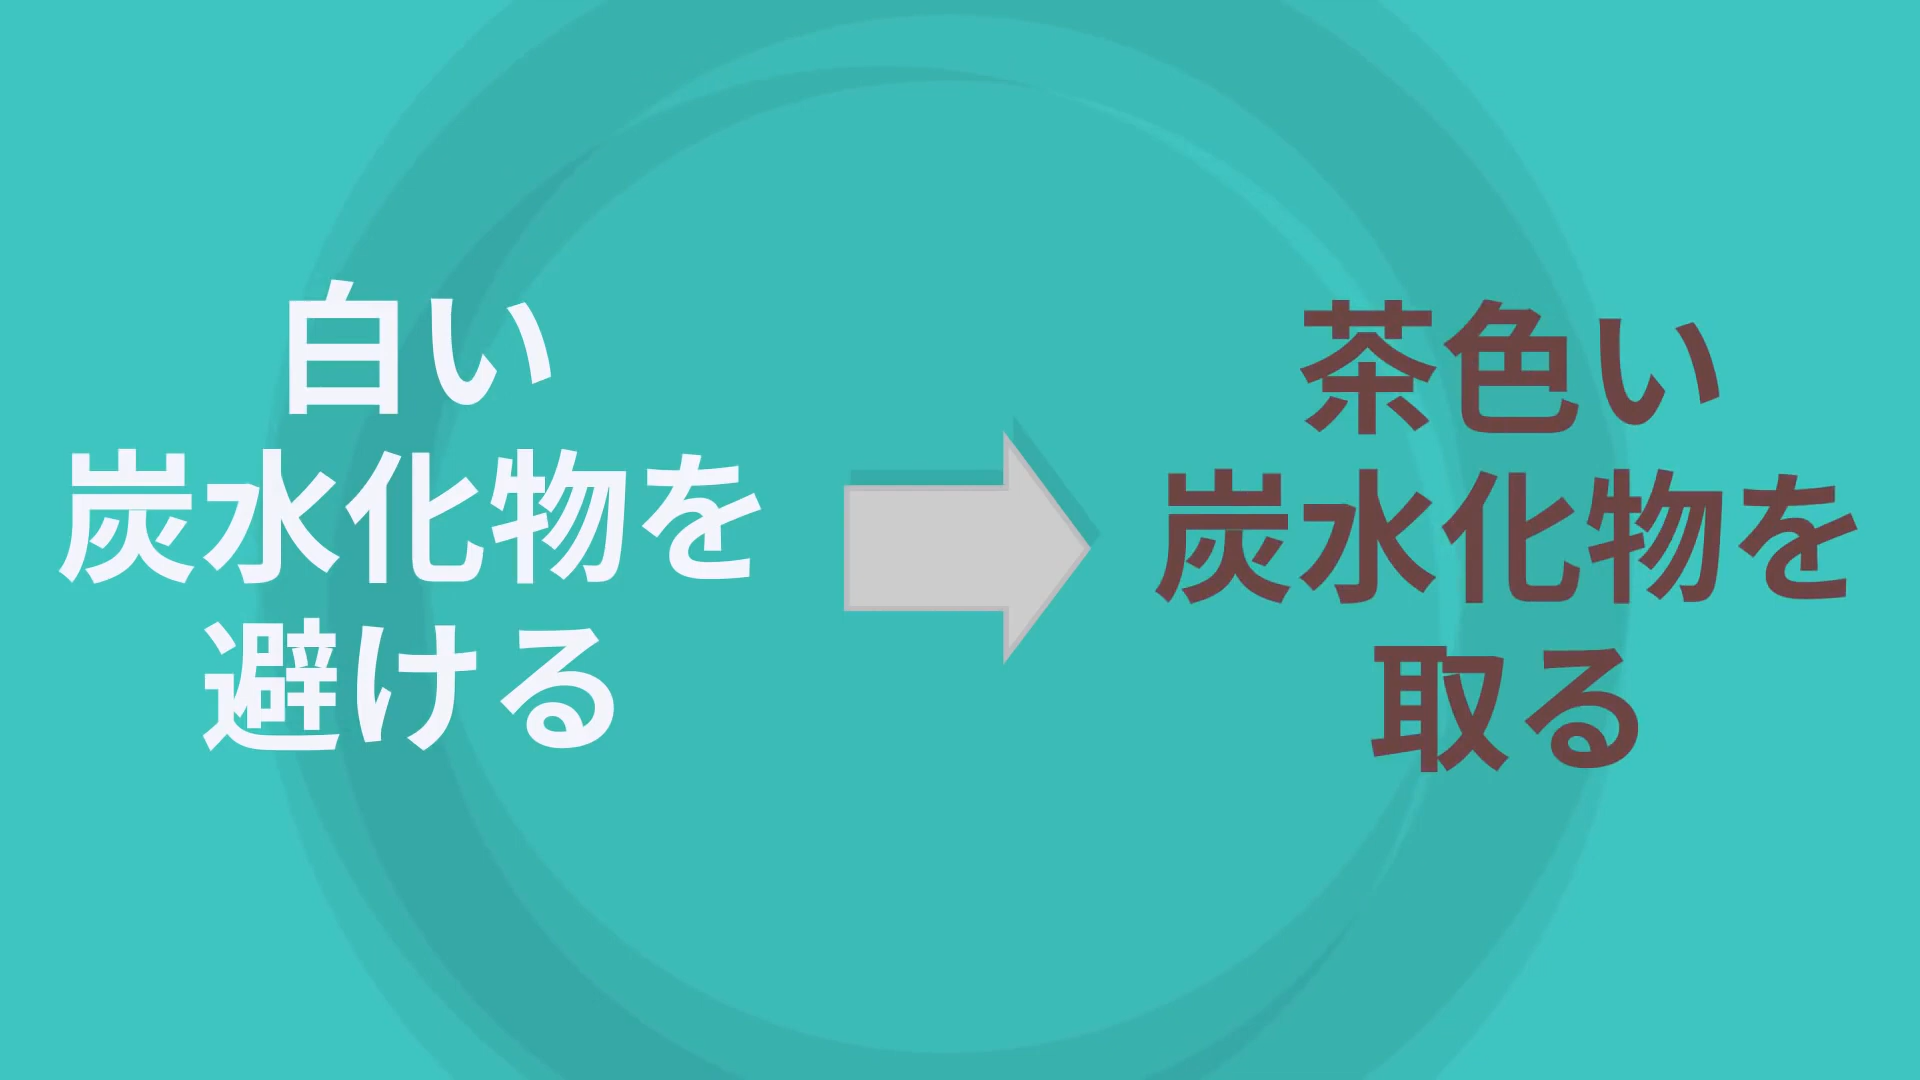 白い
炭水化物を
避ける
茶色い
炭水化物を
取る